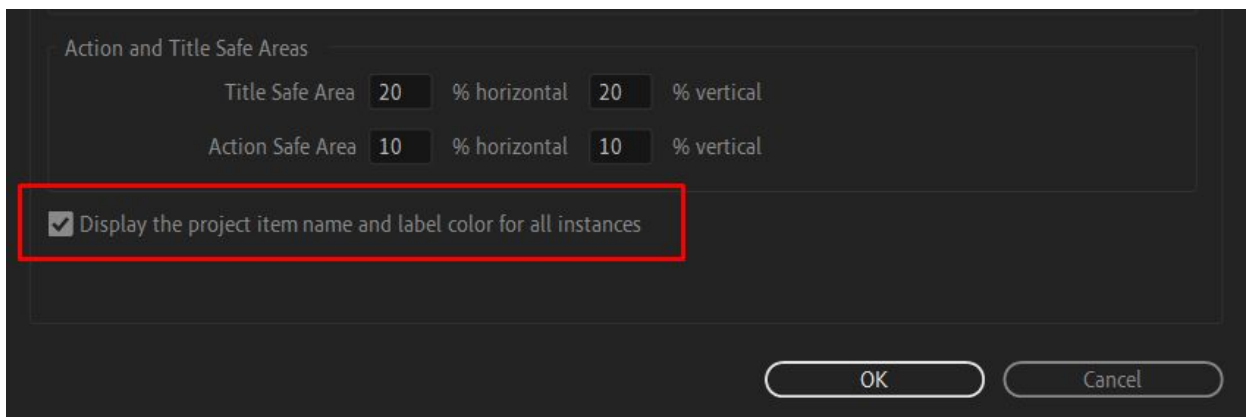 Action and Title Safe Areas
Title Safe Area 20 % horizontal 20 % vertical
Action Safe Area 10 % horizontal 10 % vertical
Display the project item name and label color for all instances
OK Cancel